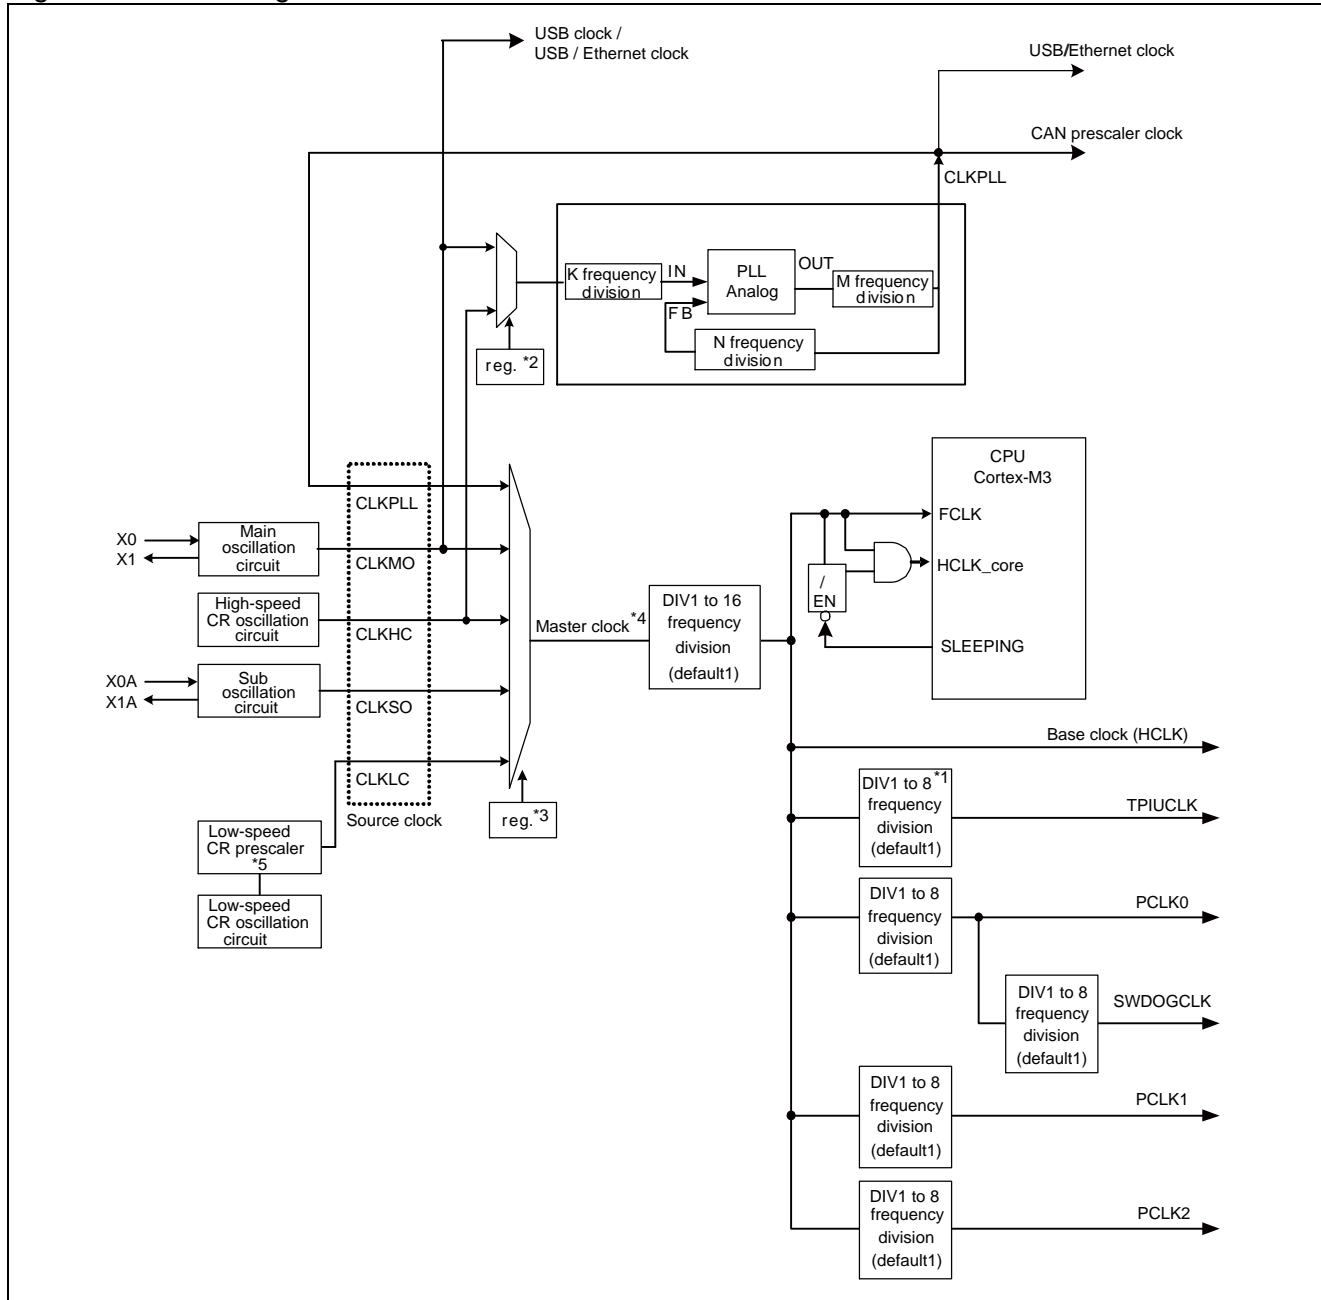 USB clock /
USB / Ethernet clock
USB/Ethernet clock
CAN prescaler clock
CLKPLL
K frequency
division
IN
PLL
Analog
OUT
M frequency
division
FB
N frequency
division
reg. *2
CPU
Cortex-M3
FCLK
HCLK_core
SLEEPING
/
EN
X0
X1
Main
oscillation
circuit
High-speed
CR oscillation
circuit
X0A
X1A
Sub
oscillation
circuit
Low-speed
CR prescaler
*5
Low-speed
CR oscillation
circuit
CLKPLL
CLKMO
CLKHC
CLKSO
CLKLC
Source clock
reg.*3
Master clock*4
DIV1 to 16
frequency
division
(default1)
Base clock (HCLK)
DIV1 to 8*1
frequency
division
(default1)
TPIUCLK
DIV1 to 8
frequency
division
(default1)
PCLK0
DIV1 to 8
frequency
division
(default1)
SWDOGCLK
DIV1 to 8
frequency
division
(default1)
PCLK1
DIV1 to 8
frequency
division
(default1)
PCLK2